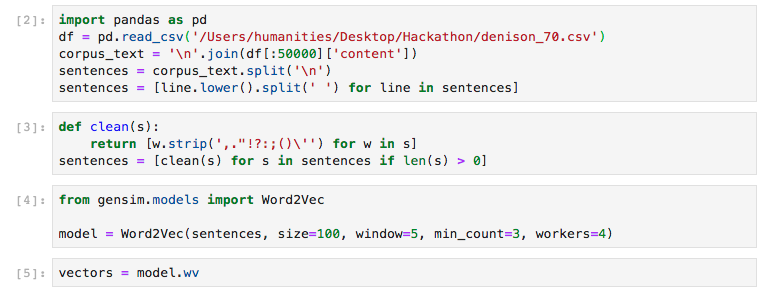 [2]: import pandas as pd
df = pd.read_csv('/Users/humanities/Desktop/Hackathon/denison_70.csv')
corpus_text = '\n'.join(df[:50000]['content'])
sentences = corpus_text.split('\n')
sentences = [line.lower().split(' ') for line in sentences]
[3]: def clean(s):
    return [w.strip(',."!?:;()\'') for w in s]
sentences = [clean(s) for s in sentences if len(s) > 0]
[4]: from gensim.models import Word2Vec
model = Word2Vec(sentences, size=100, window=5, min_count=3, workers=4)
[5]: vectors = model.wv